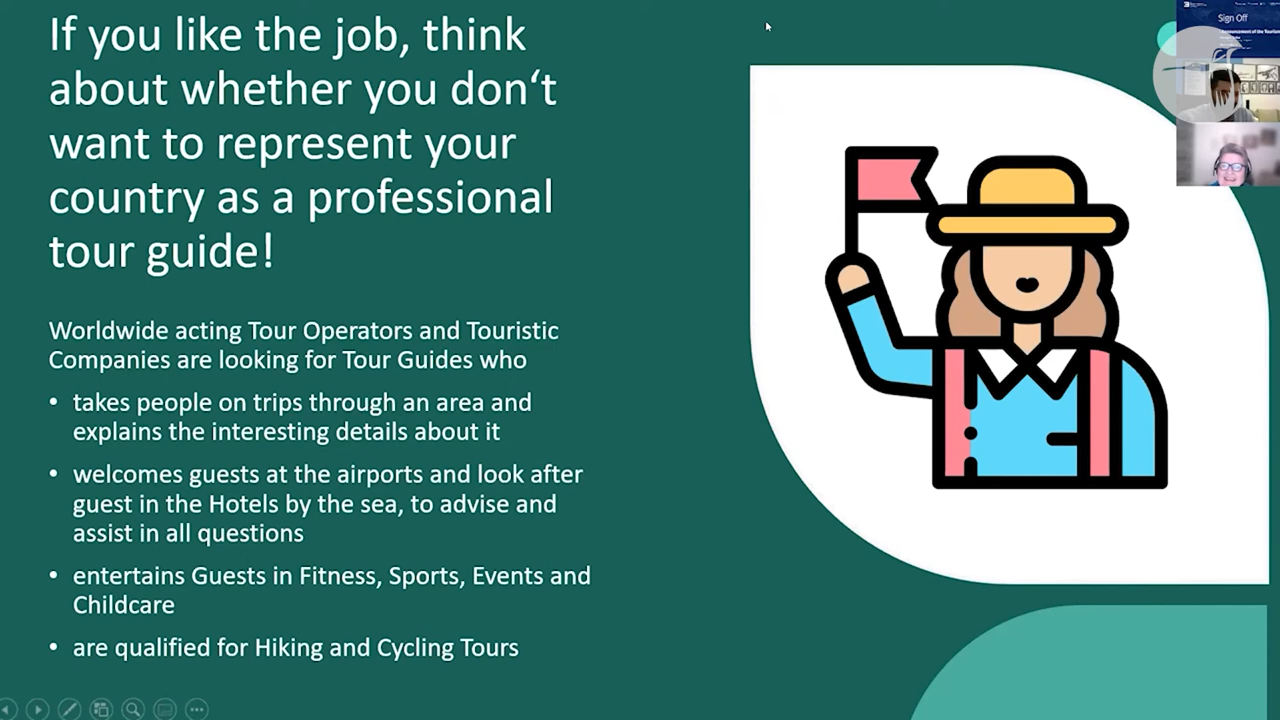 If you like the job, think
about whether you don‘t
want to represent your
country as a professional
tour guide!
Worldwide acting Tour Operators and Touristic
Companies are looking for Tour Guides who
• takes people on trips through an area and
explains the interesting details about it
• welcomes guests at the airports and look after
guest in the Hotels by the sea, to advise and
assist in all questions
• entertains Guests in Fitness, Sports, Events and
Childcare
• are qualified for Hiking and Cycling Tours
Sign Off
Announcement of the Tourism